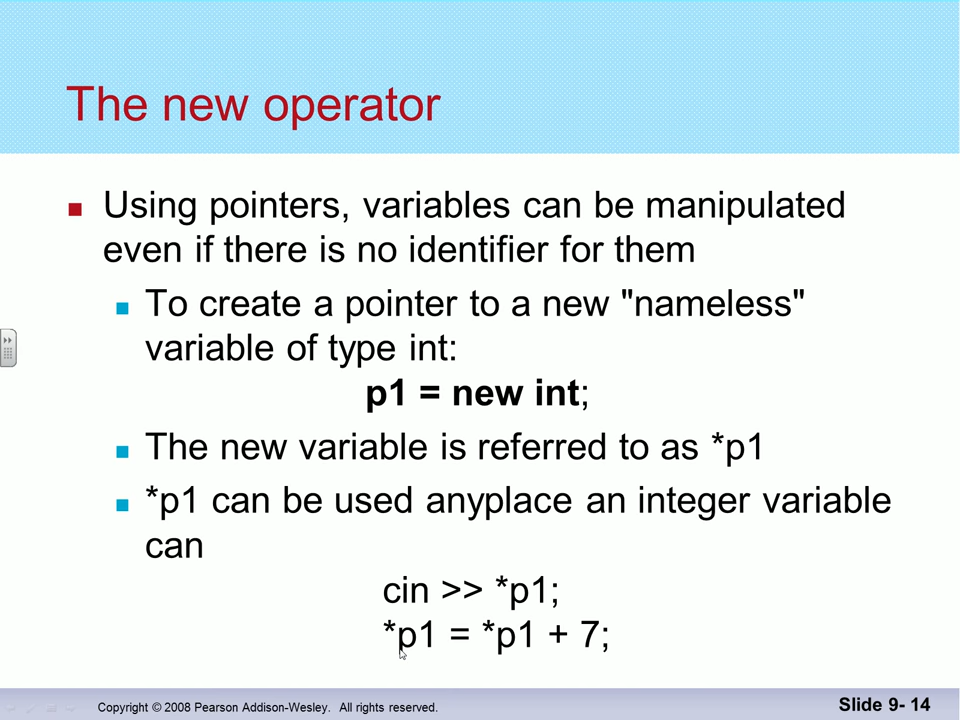 The new operator
Using pointers, variables can be manipulated
even if there is no identifier for them
To create a pointer to a new "nameless"
variable of type int:
p1 = new int;
The new variable is referred to as *p1
*p1 can be used anyplace an integer variable
can
cin >> *p1;
*p1 = *p1 + 7;
Copyright © 2008 Pearson Addison-Wesley. All rights reserved.
Slide 9- 14